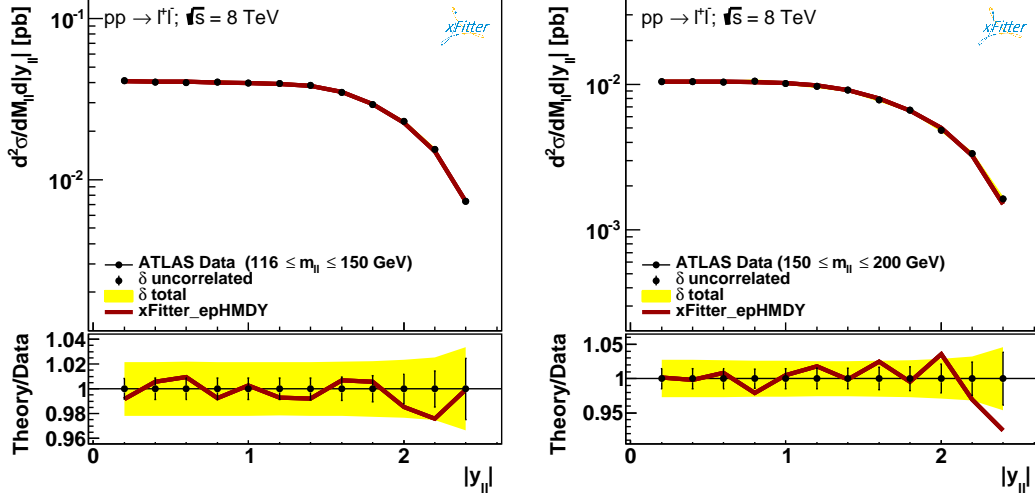 pp → l⁺l⁻; √s = 8 TeV
xFitter
d²σ/dM_ll d|y_ll| [pb]
10⁻¹
10⁻²
ATLAS Data (116 ≤ m_ll ≤ 150 GeV)
δ uncorrelated
δ total
xFitter_epHMDY
Theory/Data
1.04
1.02
1
0.98
0.96
0 1 2
|y_ll|
pp → l⁺l⁻; √s = 8 TeV
xFitter
d²σ/dM_ll d|y_ll| [pb]
10⁻²
10⁻³
ATLAS Data (150 ≤ m_ll ≤ 200 GeV)
δ uncorrelated
δ total
xFitter_epHMDY
Theory/Data
1.05
1
0.95
0 1 2
|y_ll|